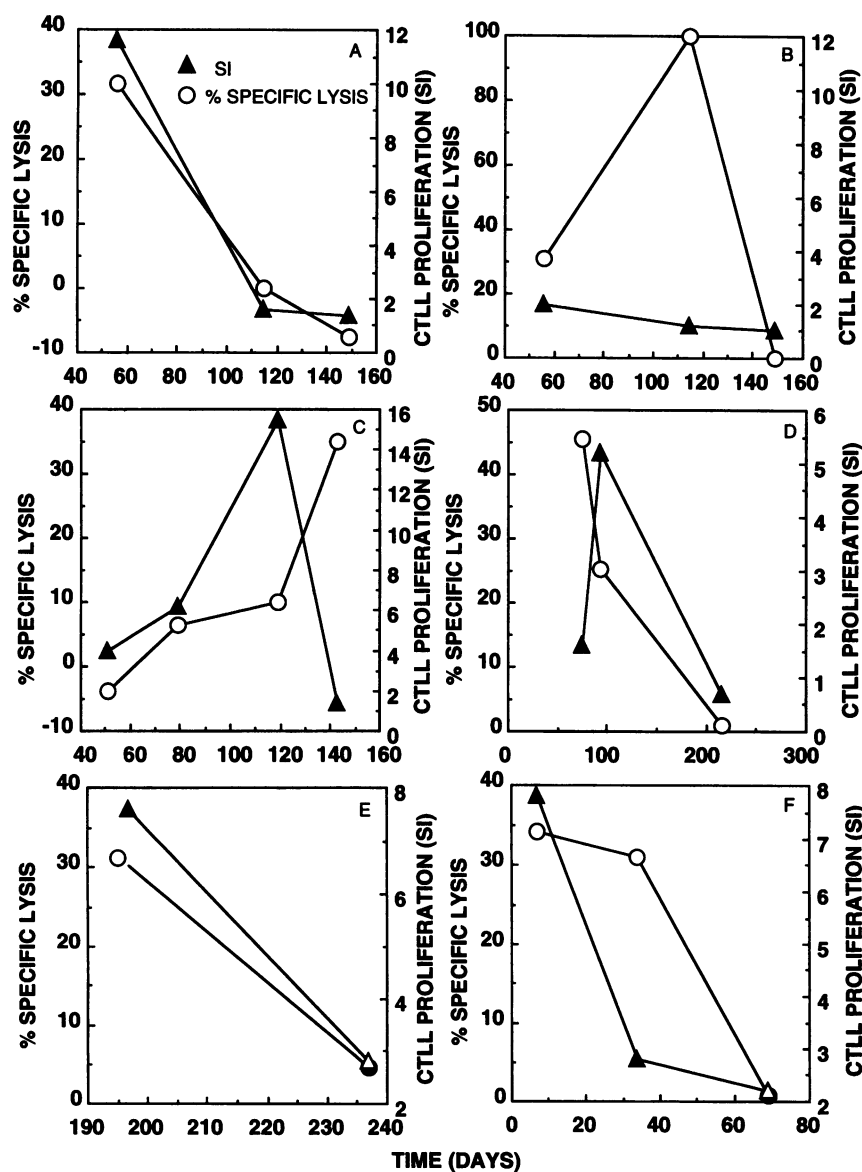 40 A 12
▲ SI
30 ○ % SPECIFIC LYSIS 10
20 8
10 6
0 4
-10 2
0
% SPECIFIC LYSIS
CTLL PROLIFERATION (SI)
40 60 80 100 120 140 160
100 B 12
80 10
60 8
40 6
20 4
0 2
0
% SPECIFIC LYSIS
CTLL PROLIFERATION (SI)
40 60 80 100 120 140 160
40 C 16
30 14
20 12
10 10
0 8
-10 6
4
2
0
% SPECIFIC LYSIS
CTLL PROLIFERATION (SI)
40 60 80 100 120 140 160
50 D 6
40 5
30 4
20 3
10 2
0 1
0
% SPECIFIC LYSIS
CTLL PROLIFERATION (SI)
0 100 200 300
40 E 8
30 6
20 4
10 2
0
% SPECIFIC LYSIS
CTLL PROLIFERATION (SI)
190 200 210 220 230 240
40 F 8
30 7
20 6
10 5
0 4
3
2
% SPECIFIC LYSIS
CTLL PROLIFERATION (SI)
0 20 40 60 80
TIME (DAYS)